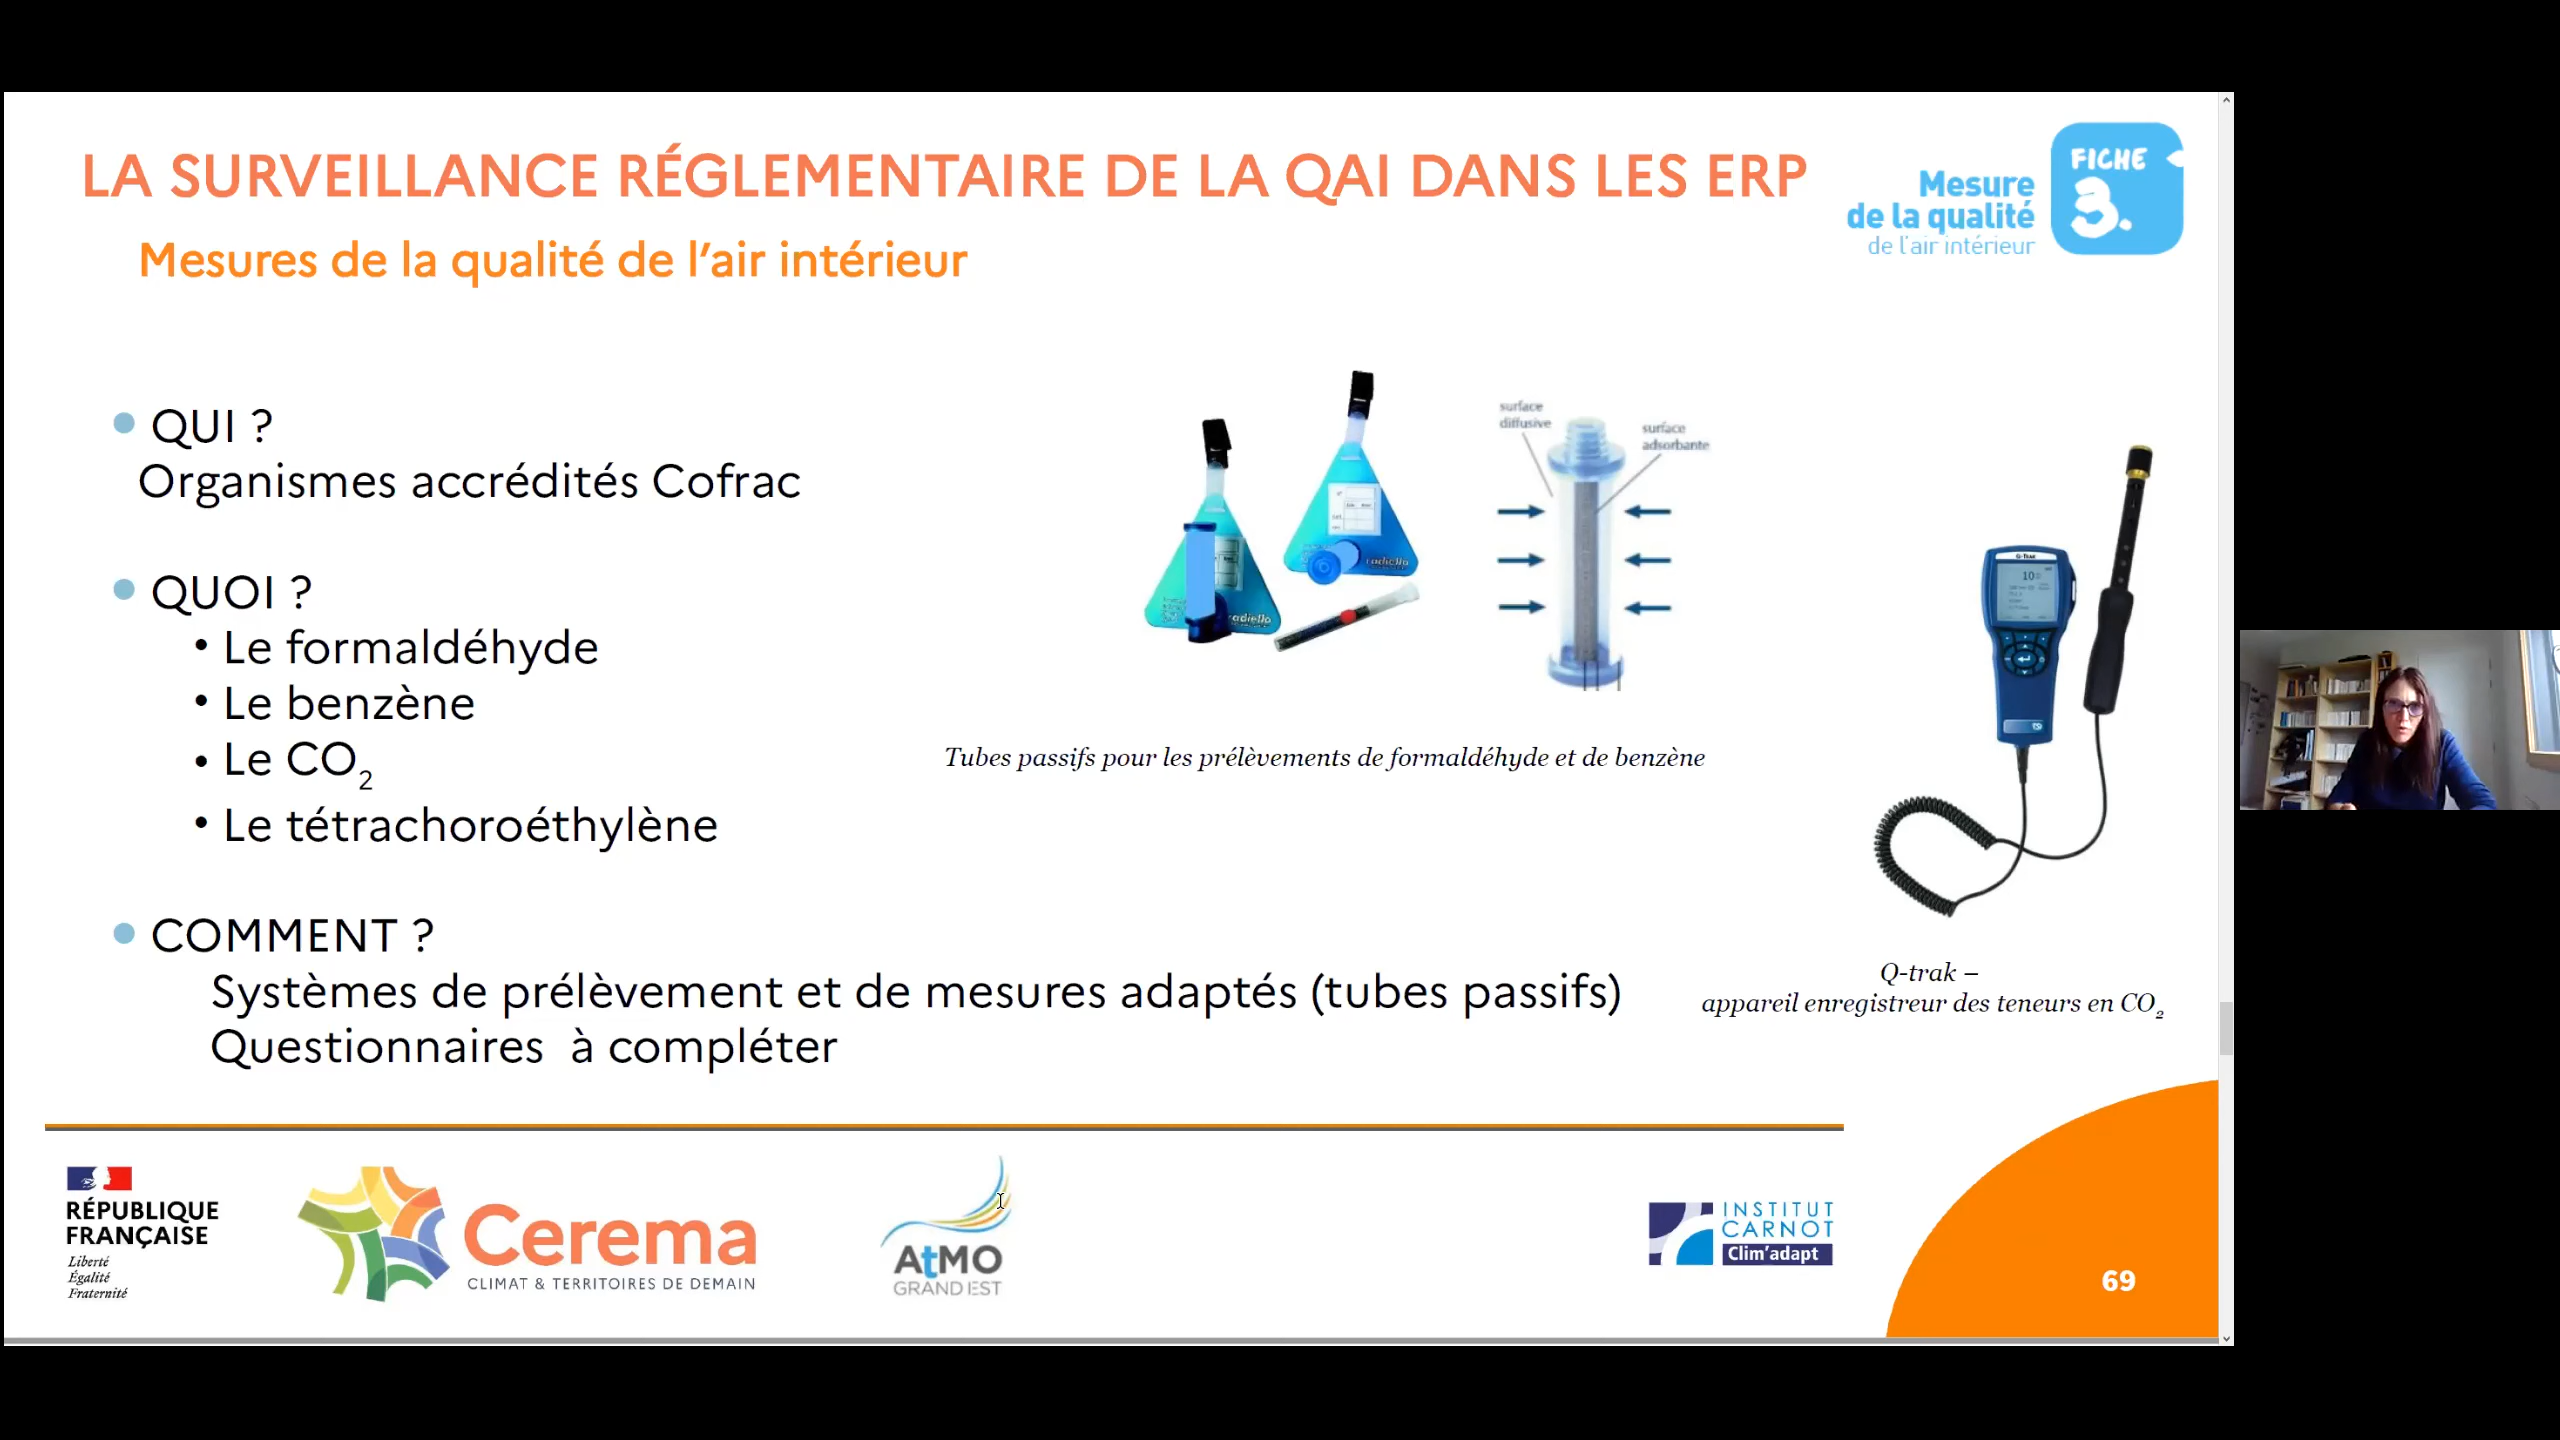 LA SURVEILLANCE RÉGLEMENTAIRE DE LA QAI DANS LES ERP
Mesures de la qualité de l’air intérieur
Mesure
de la qualité
de l'air intérieur
FICHE
3.
QUI ?
Organismes accrédités Cofrac
QUOI ?
• Le formaldéhyde
• Le benzène
• Le CO2
• Le tétrachoroéthylène
COMMENT ?
Systèmes de prélèvement et de mesures adaptés (tubes passifs)
Questionnaires à compléter
surface
diffusive
surface
adsorbante
radiello
radiello
Tubes passifs pour les prélèvements de formaldéhyde et de benzène
Q-TRAK
Q-trak –
appareil enregistreur des teneurs en CO2
RÉPUBLIQUE
FRANÇAISE
Liberté
Égalité
Fraternité
Cerema
CLIMAT & TERRITOIRES DE DEMAIN
AtMO
GRAND EST
INSTITUT
CARNOT
Clim'adapt
69